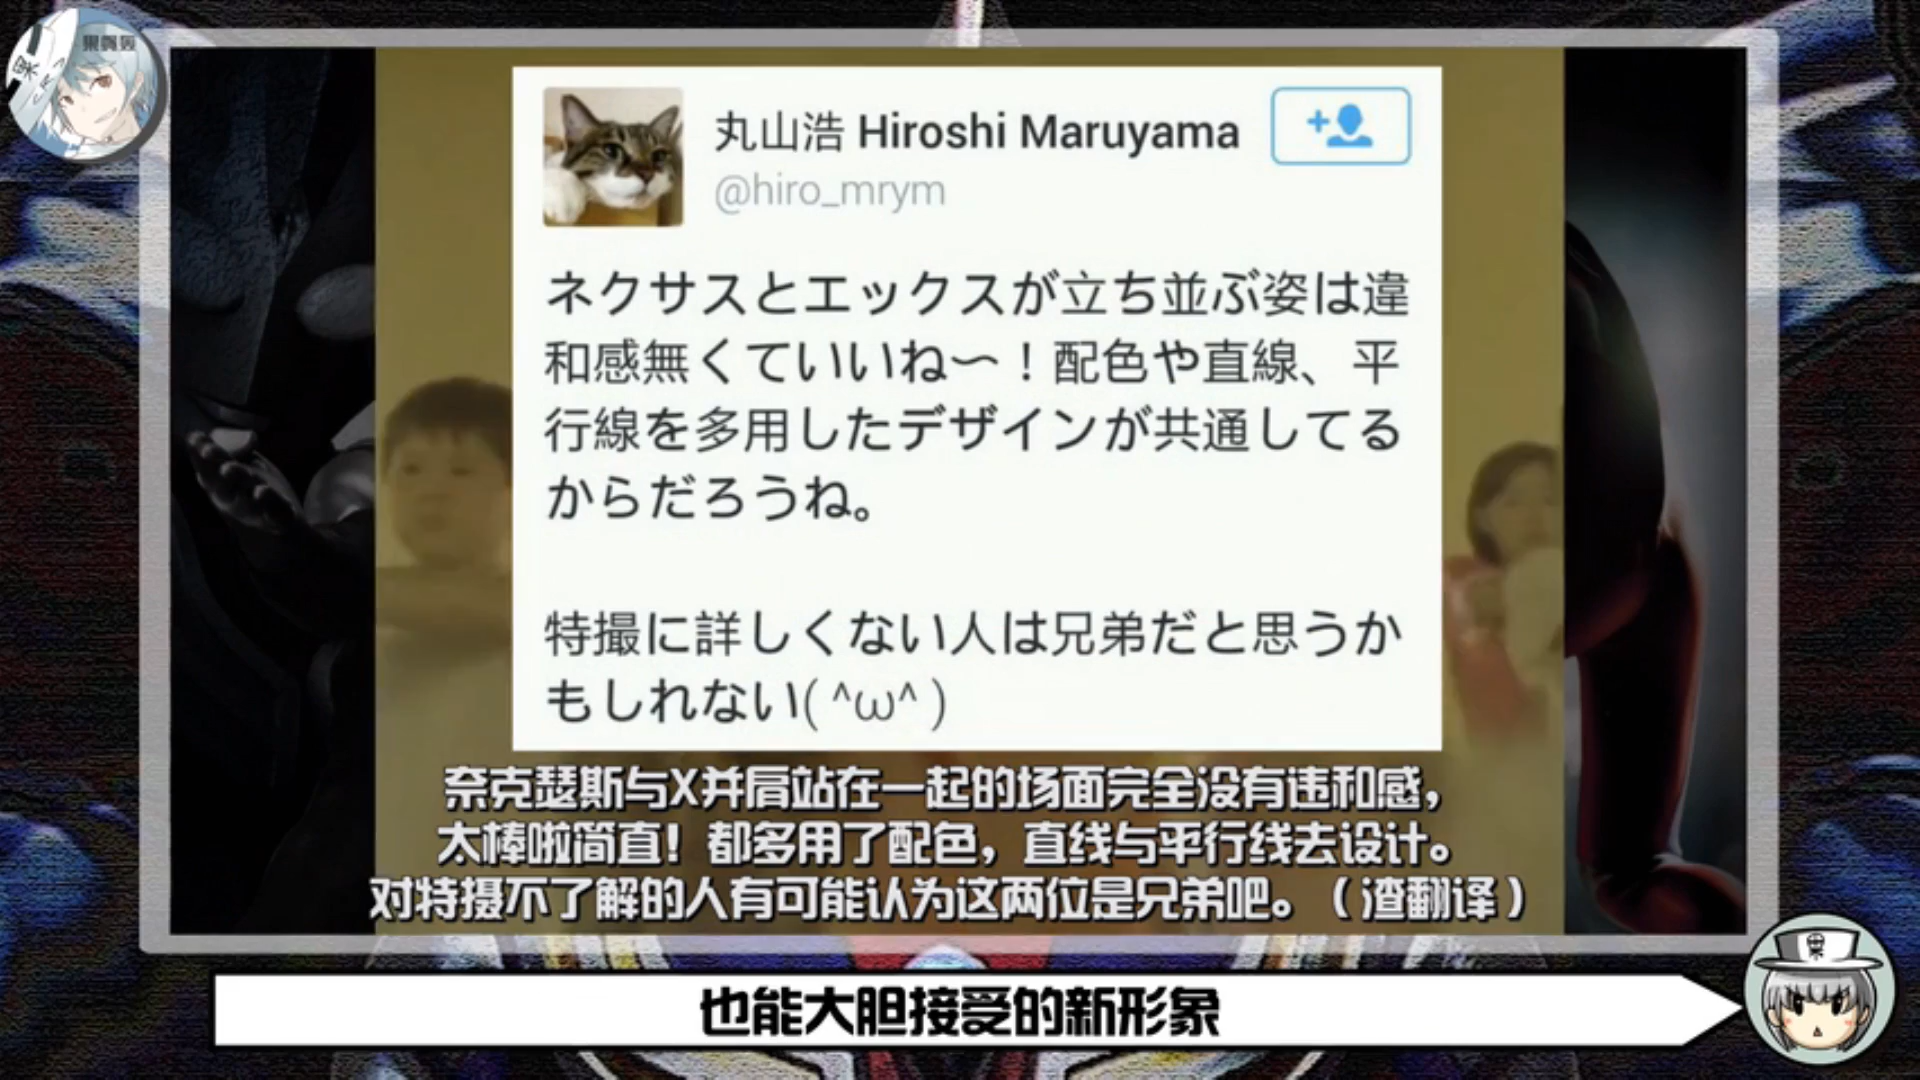 果籽版
丸山浩 Hiroshi Maruyama
@hiro_mrym
ネクサスとエックスが立ち並ぶ姿は違
和感無くていいね〜！配色や直線、平
行線を多用したデザインが共通してる
からだろうね。
特撮に詳しくない人は兄弟だと思うか
もしれない( ^ω^ )
奈克瑟斯与X并肩站在一起的场面完全没有违和感，
太棒啦简直！都多用了配色，直线与平行线去设计。
对特摄不了解的人有可能认为这两位是兄弟吧。（渣翻译）
也能大胆接受的新形象